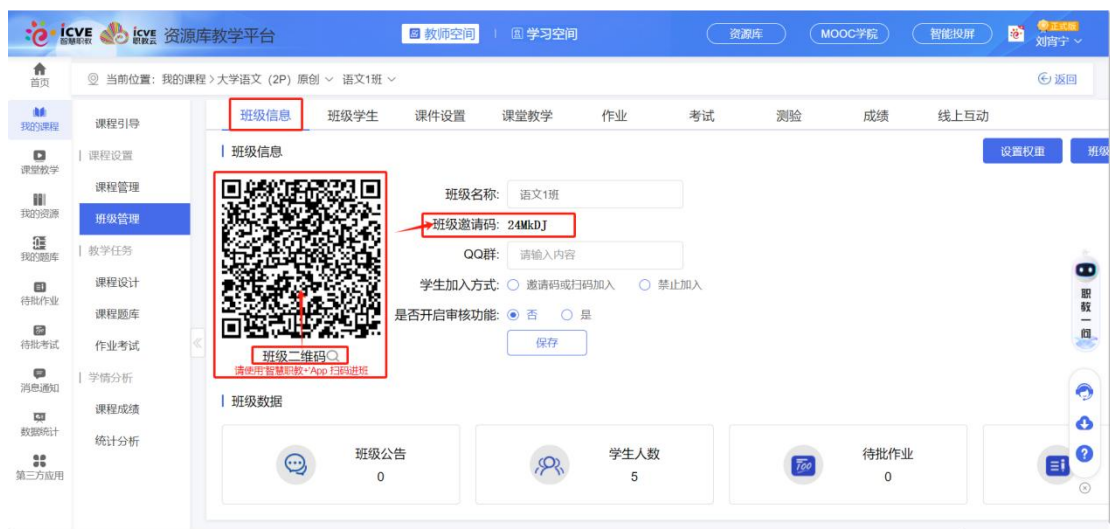 icve 智慧职教 icve 职教云 资源库教学平台 教师空间 学习空间 资源库 MOOC学院 智能投屏 正式版
刘宵宁
首页 当前位置：我的课程>大学语文 (2P) 原创 语文1班 返回
我的课程
课堂教学
我的资源
我的题库
待批作业
待批考试
消息通知
数据统计
第三方应用
课程引导
课程设置
课程管理
班级管理
教学任务
课程设计
课程题库
作业考试
学情分析
课程成绩
统计分析
班级信息 班级学生 课件设置 课堂教学 作业 考试 测验 成绩 线上互动
班级信息 设置权重 班级
班级二维码
请使用'智慧职教+'App 扫码进班
班级名称: 语文1班
班级邀请码: 24MkDJ
QQ群: 请输入内容
学生加入方式: 邀请码或扫码加入 禁止加入
是否开启审核功能: 否 是
保存
班级数据
班级公告
0
学生人数
5
待批作业
0
职教一问